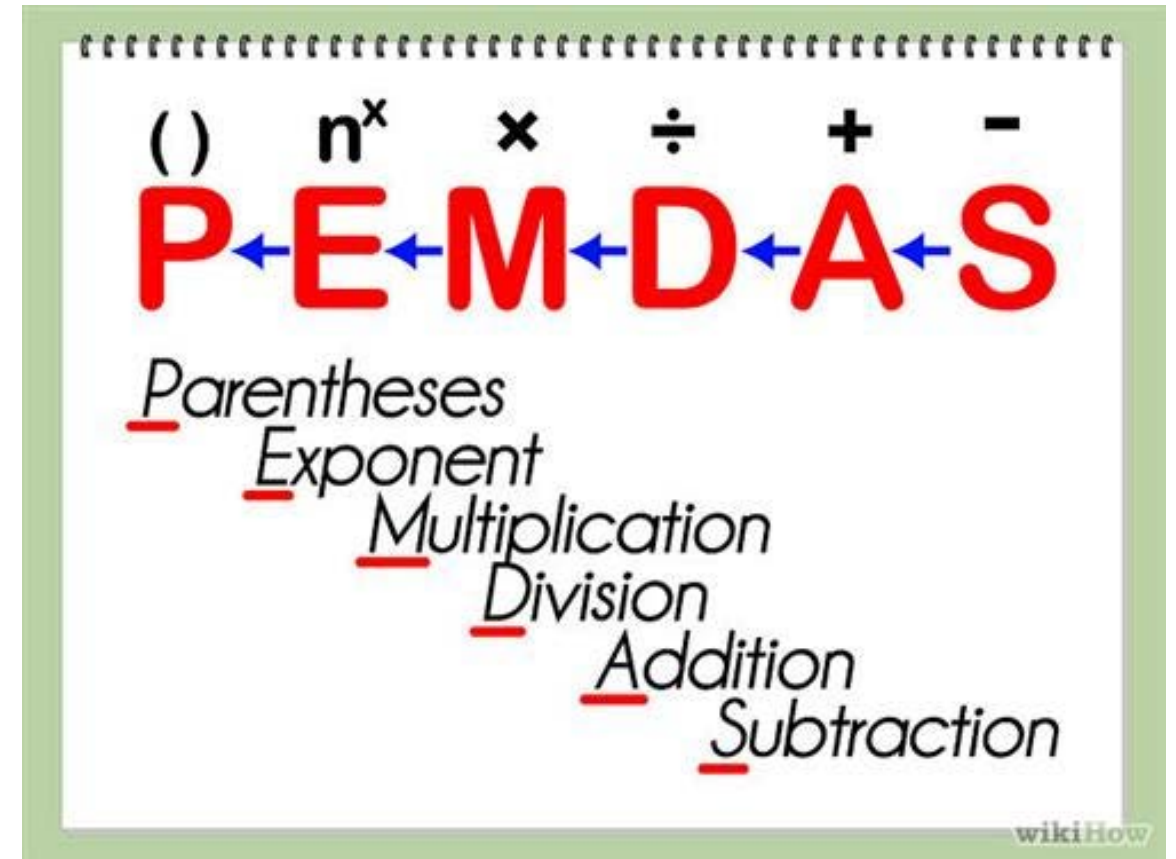 ( ) nˣ × ÷ + -
P←E←M←D←A←S
Parentheses
Exponent
Multiplication
Division
Addition
Subtraction
wikiHow